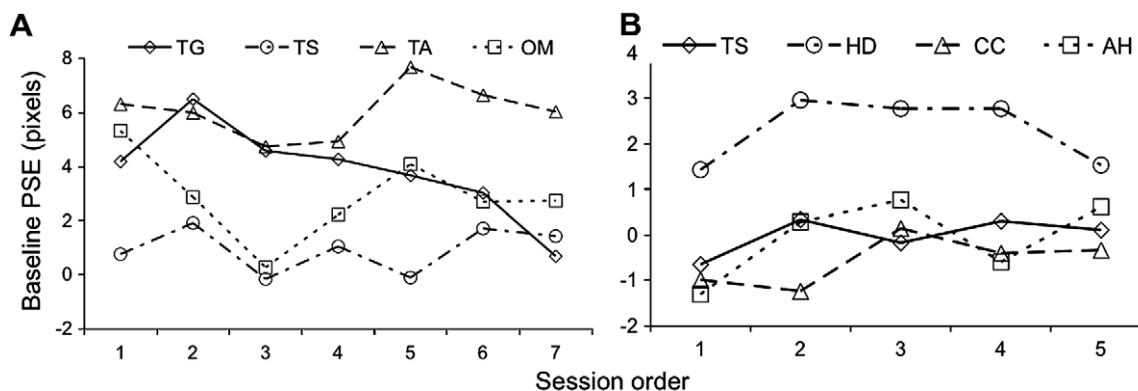 A
TG TS TA OM
Baseline PSE (pixels)
8
6
4
2
0
-2
1 2 3 4 5 6 7
B
TS HD CC AH
4
3
2
1
0
-1
-2
1 2 3 4 5
Session order